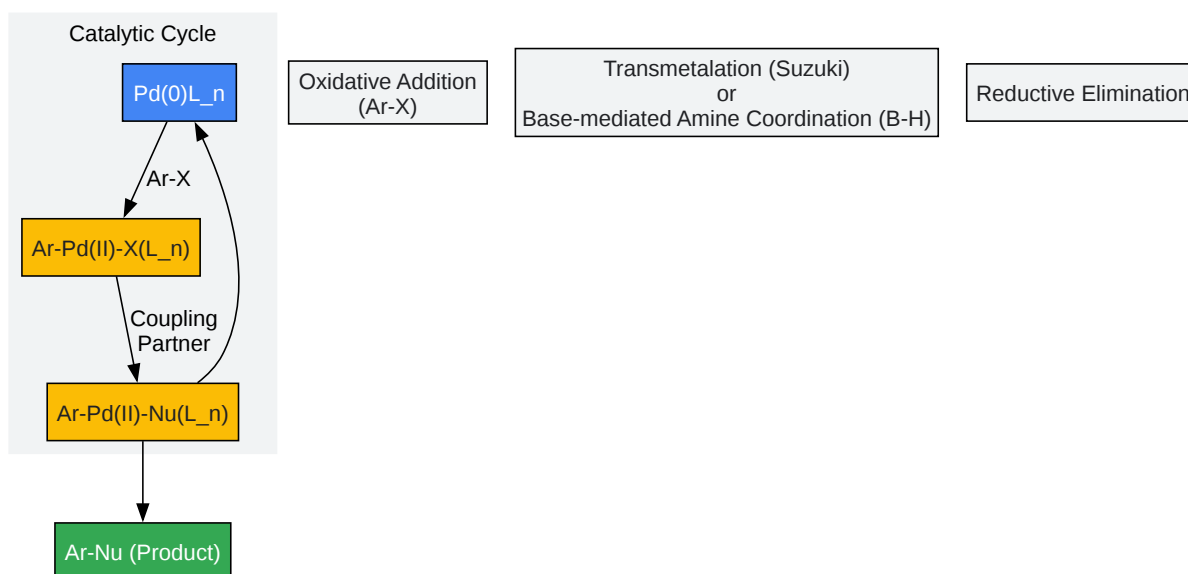 Catalytic Cycle
Pd(0)L_n
Oxidative Addition
(Ar-X)
Transmetalation (Suzuki)
or
Base-mediated Amine Coordination (B-H)
Reductive Elimination
Ar-X
Ar-Pd(II)-X(L_n)
Coupling
Partner
Ar-Pd(II)-Nu(L_n)
Ar-Nu (Product)